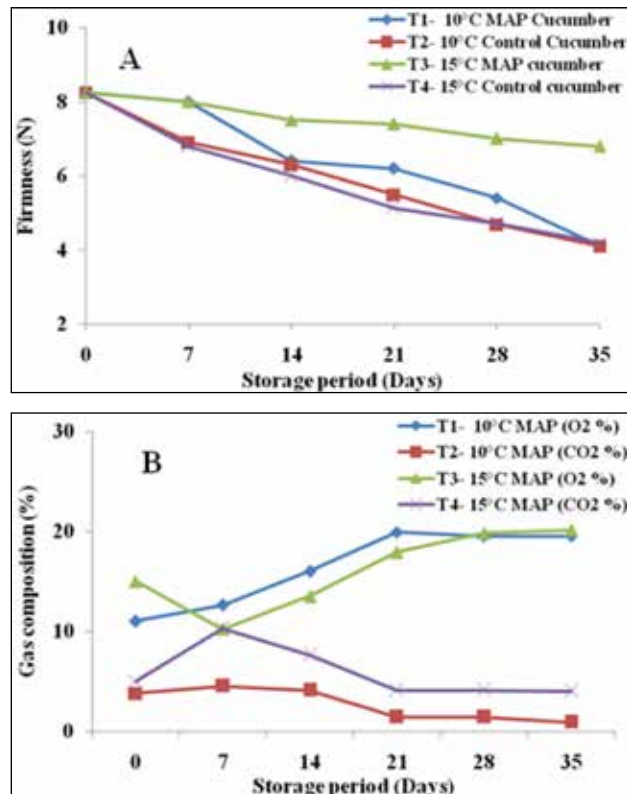 A
T1- 10°C MAP Cucumber
T2- 10°C Control Cucumber
T3- 15°C MAP cucumber
T4- 15°C Control cucumber
Firmness (N)
10
8
6
4
2
0 7 14 21 28 35
Storage period (Days)
B
T1- 10°C MAP (O2 %)
T2- 10°C MAP (CO2 %)
T3- 15°C MAP (O2 %)
T4- 15°C MAP (CO2 %)
Gas composition (%)
30
20
10
0
0 7 14 21 28 35
Storage period (Days)